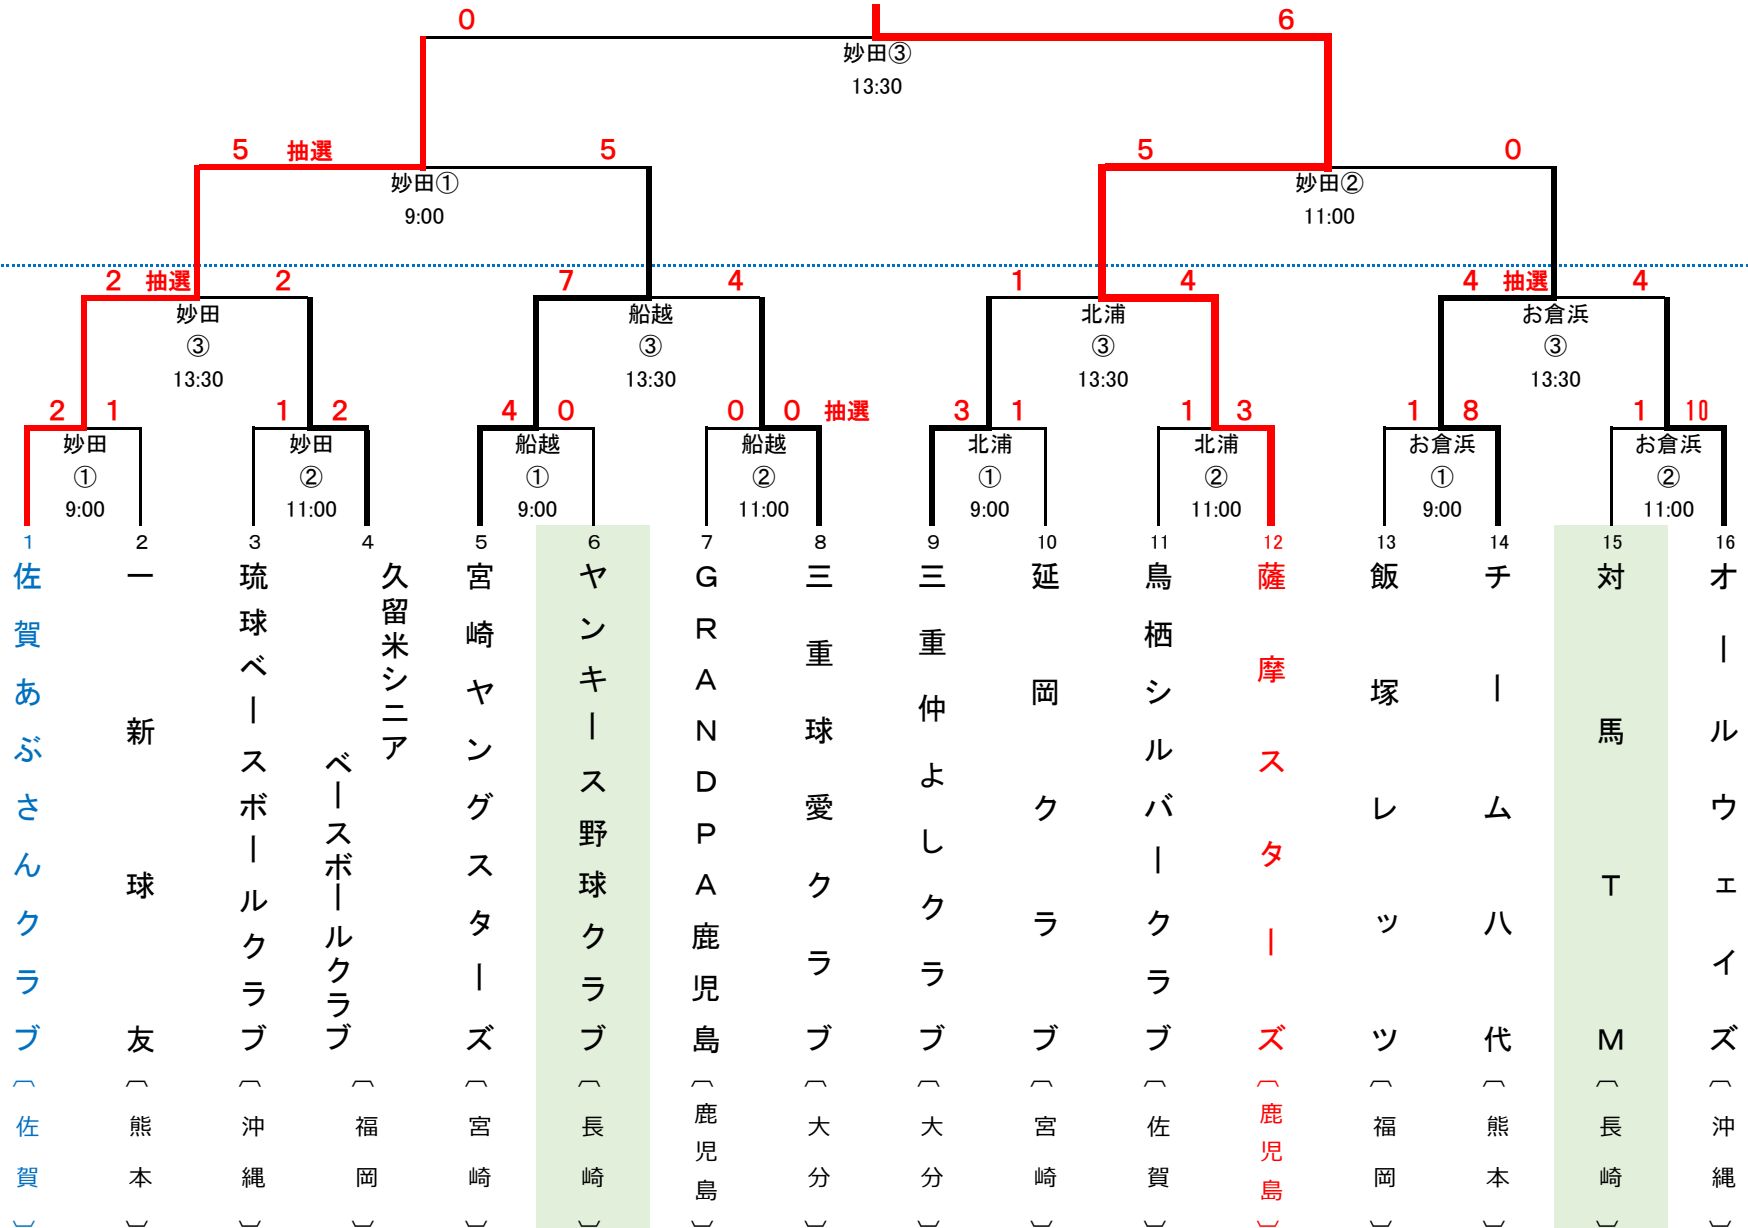 0 6
妙田③
13:30
5 抽選 5 5 0
妙田① 妙田②
9:00 11:00
2 抽選 2 7 4 1 4 4 抽選 4
妙田 船越 北浦 お倉浜
③ ③ ③ ③
13:30 13:30 13:30 13:30
2 1 1 2 4 0 0 0 抽選 3 1 1 3 1 8 1 10
妙田 妙田 船越 船越 北浦 北浦 お倉浜 お倉浜
① ② ① ② ① ② ① ②
9:00 11:00 9:00 11:00 9:00 11:00 9:00 11:00
1 2 3 4 5 6 7 8 9 10 11 12 13 14 15 16
佐賀あぶさんクラブ〔佐賀〕
一新球友〔熊本〕
琉球ベースボールクラブ〔沖縄〕
久留米シニア
ベースボールクラブ〔福岡〕
宮崎ヤングスターズ〔宮崎〕
ヤンキース野球クラブ〔長崎〕
GRANDPA鹿児島〔鹿児島〕
三重球愛クラブ〔大分〕
三重仲よしクラブ〔大分〕
延岡クラブ〔宮崎〕
鳥栖シルバークラブ〔佐賀〕
薩摩スターズ〔鹿児島〕
飯塚レッツ〔福岡〕
チーム八代〔熊本〕
対馬TM〔長崎〕
オールウェイズ〔沖縄〕